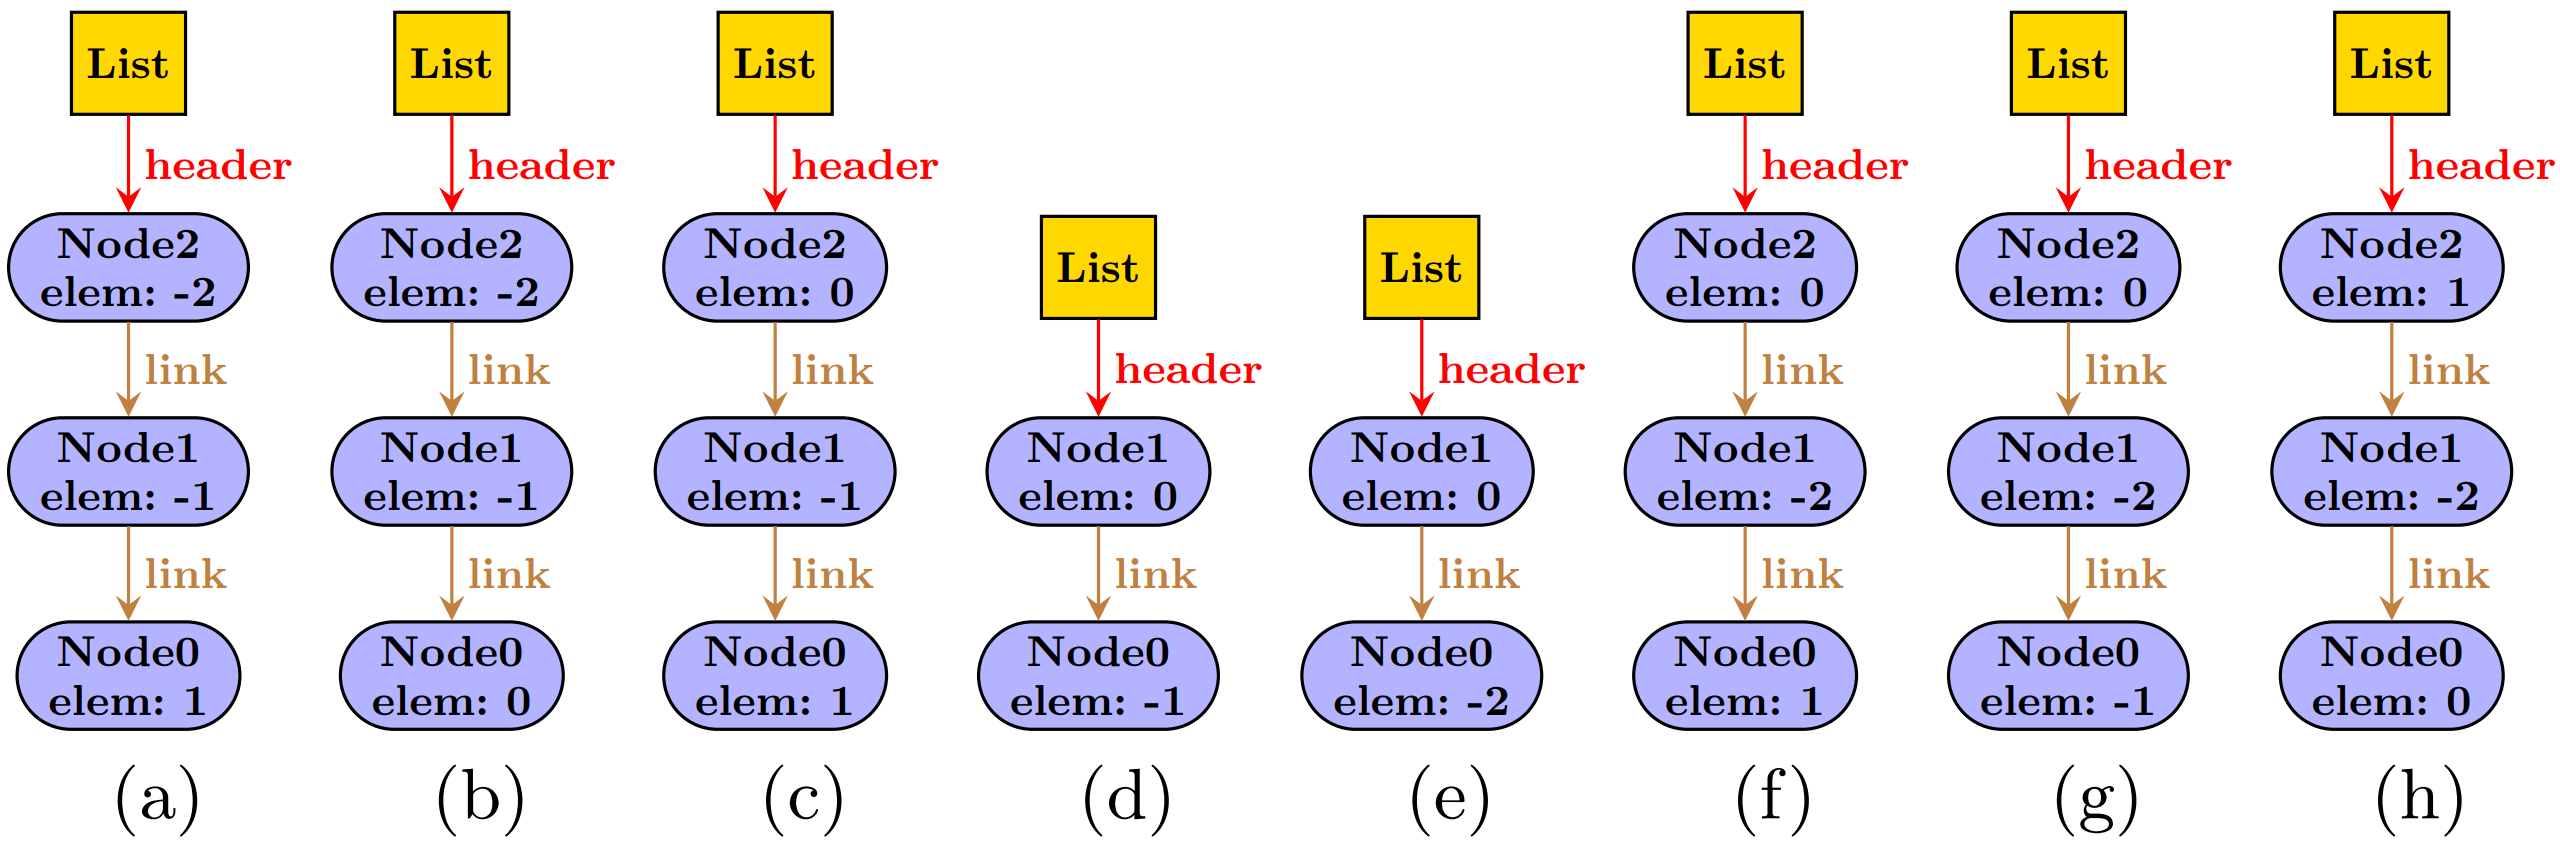 List
header
Node2
elem: -2
link
Node1
elem: -1
link
Node0
elem: 1
(a)
List
header
Node2
elem: -2
link
Node1
elem: -1
link
Node0
elem: 0
(b)
List
header
Node2
elem: 0
link
Node1
elem: -1
link
Node0
elem: 1
(c)
List
header
Node1
elem: 0
link
Node0
elem: -1
(d)
List
header
Node1
elem: 0
link
Node0
elem: -2
(e)
List
header
Node2
elem: 0
link
Node1
elem: -2
link
Node0
elem: 1
(f)
List
header
Node2
elem: 0
link
Node1
elem: -2
link
Node0
elem: -1
(g)
List
header
Node2
elem: 1
link
Node1
elem: -2
link
Node0
elem: 0
(h)